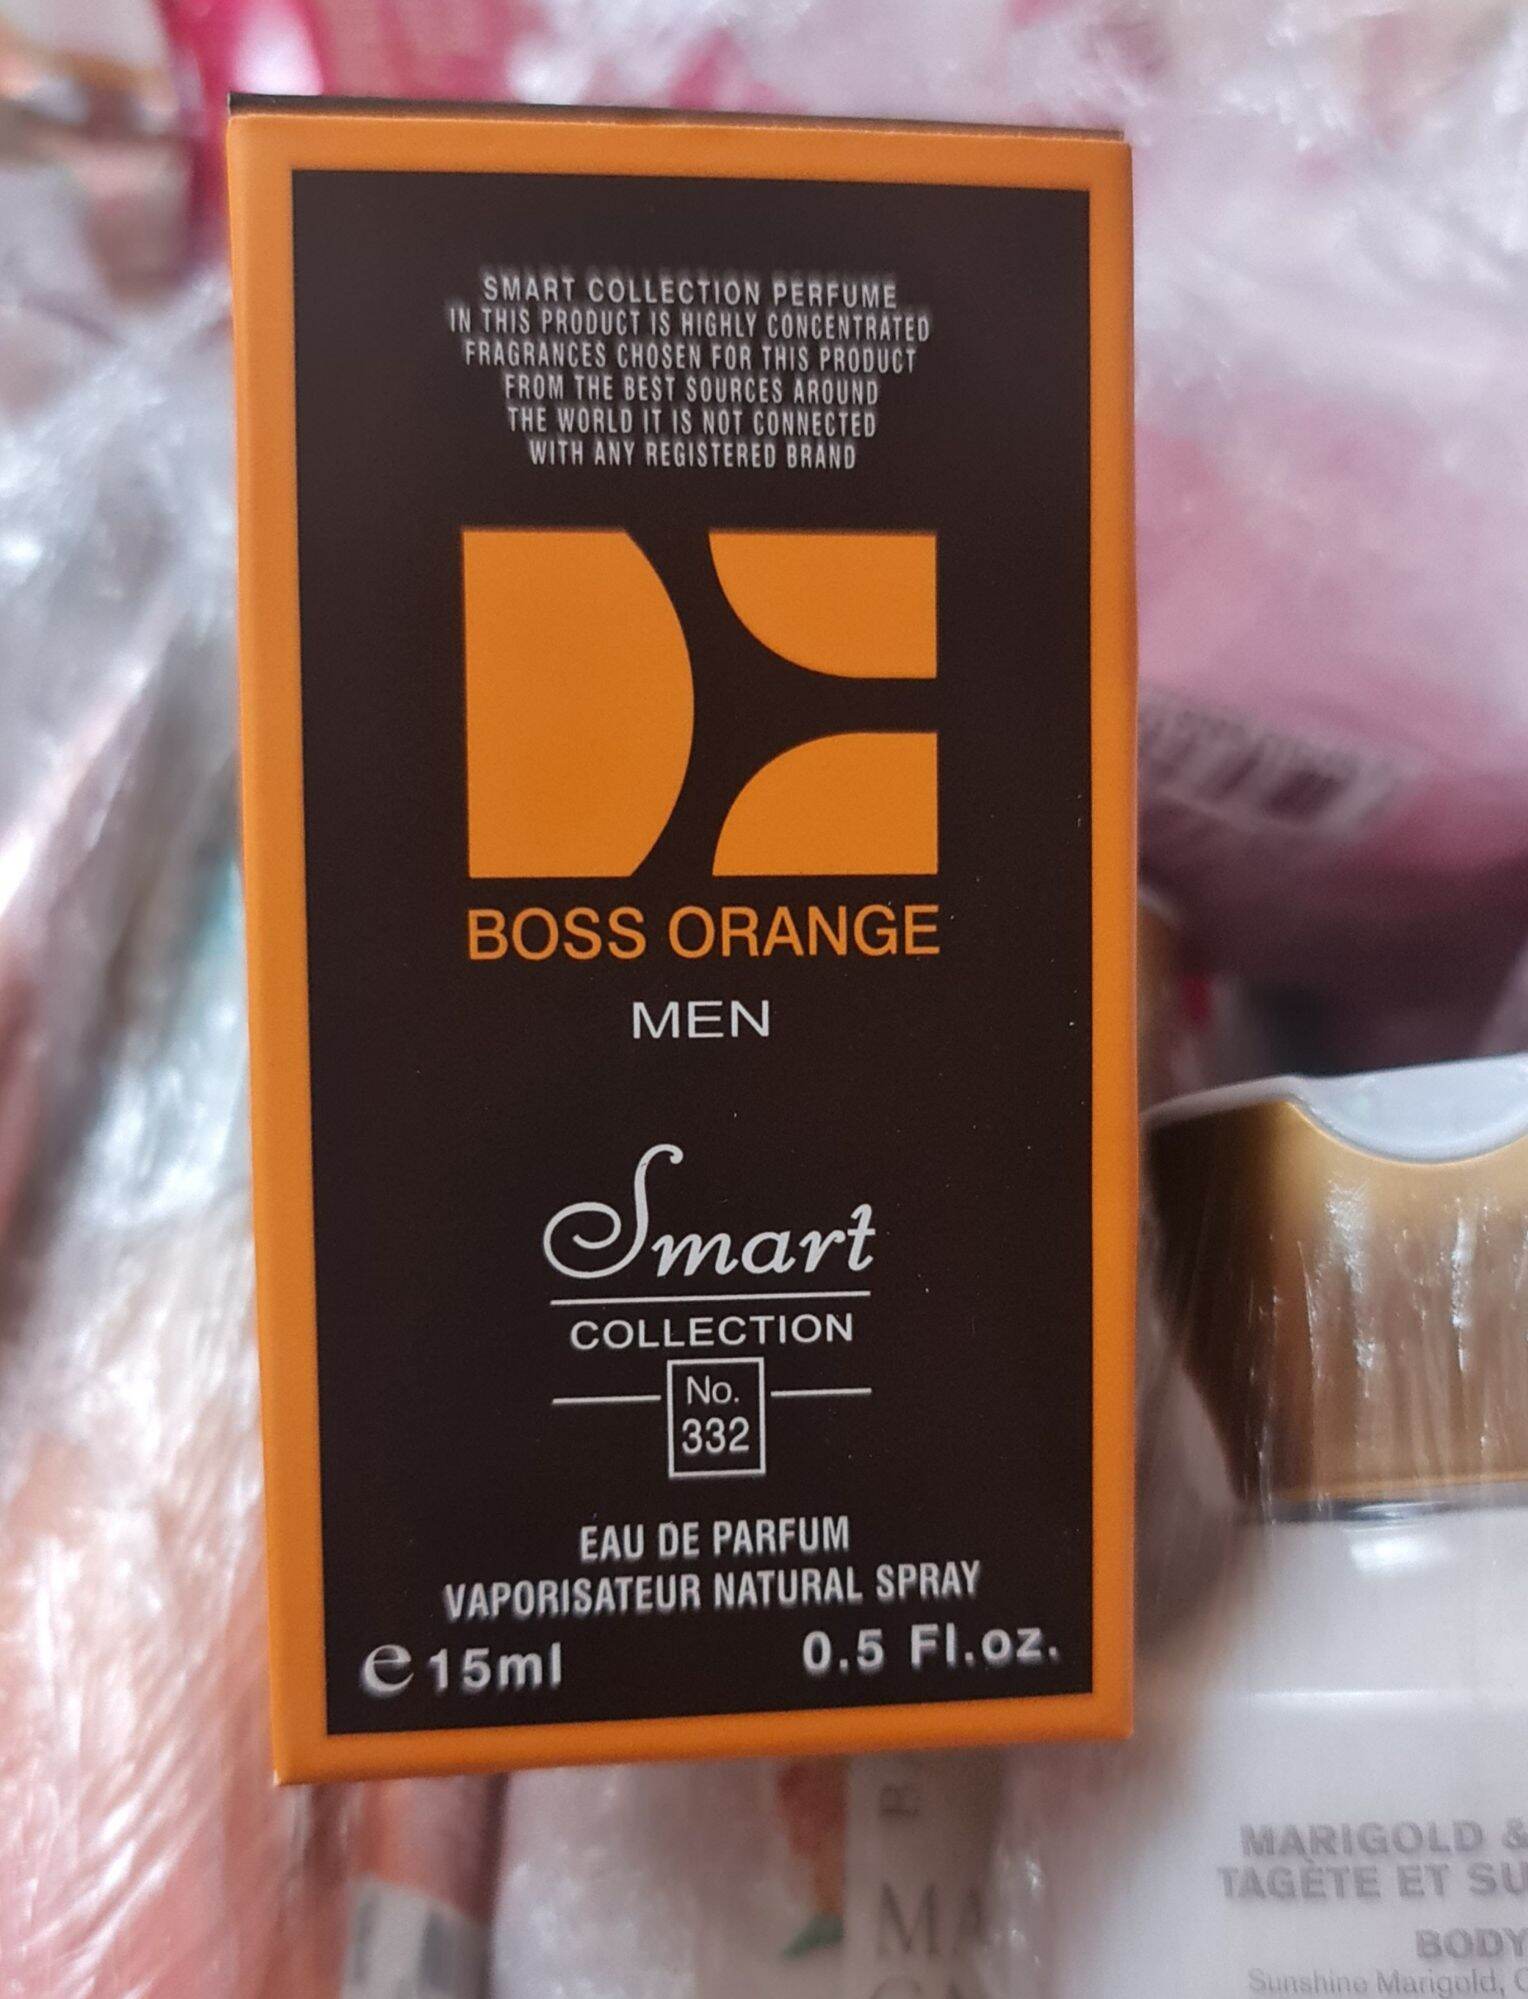 SMART COLLECTION PERFUME
IN THIS PRODUCT IS HIGHLY CONCENTRATED
FRAGRANCES CHOSEN FOR THIS PRODUCT
FROM THE BEST SOURCES AROUND
THE WORLD IT IS NOT CONNECTED
WITH ANY REGISTERED BRAND
BOSS ORANGE
MEN
Smart
COLLECTION
No.
332
EAU DE PARFUM
VAPORISATEUR NATURAL SPRAY
e 15ml 0.5 Fl.oz.
MARIGOLD &
TAGÈTE ET SU
BODY
Sunshine Marigold,